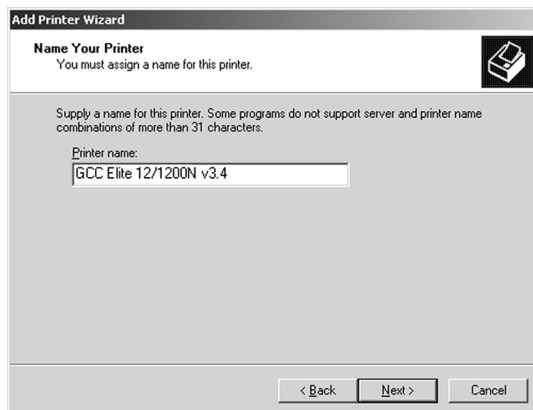 Add Printer Wizard
Name Your Printer
You must assign a name for this printer.
Supply a name for this printer. Some programs do not support server and printer name
combinations of more than 31 characters.
Printer name:
GCC Elite 12/1200N v3.4
< Back Next > Cancel